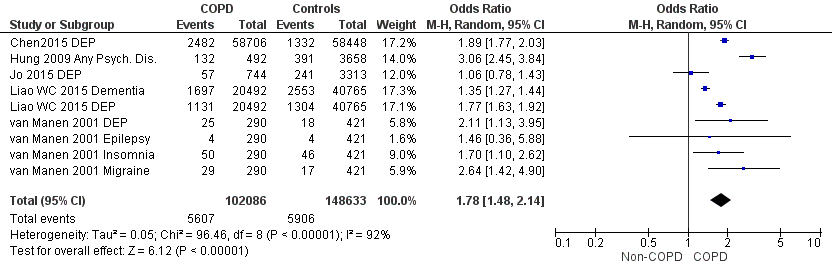 COPD Controls Odds Ratio Odds Ratio
Study or Subgroup Events Total Events Total Weight M-H, Random, 95% CI M-H, Random, 95% CI
Chen2015 DEP 2482 58706 1332 58448 17.2% 1.89 [1.77, 2.03]
Hung 2009 Any Psych. Dis. 132 492 391 3658 15.6% 3.06 [2.45, 3.84]
Jo 2015 DEP 57 744 241 3313 14.0% 1.06 [0.78, 1.43]
Liao WC 2015 Dementia 1697 20492 2553 40765 17.2% 1.35 [1.27, 1.44]
Liao WC 2015 DEP 1131 20492 1304 40765 17.1% 1.77 [1.63, 1.92]
van Manen 2001 DEP 25 290 18 421 5.8% 2.11 [1.13, 3.95]
van Manen 2001 Epilepsy 4 290 4 421 1.6% 1.46 [0.36, 5.88]
van Manen 2001 Insomnia 50 290 46 421 9.0% 1.70 [1.10, 2.62]
van Manen 2001 Migraine 29 290 17 421 5.8% 2.64 [1.42, 4.90]
Total (95% CI) 102086 148633 100.0% 1.78 [1.48, 2.14]
Total events 5607 5906
Heterogeneity: Tau² = 0.05; Chi² = 96.46, df = 8 (P < 0.00001); I² = 92%
Test for overall effect: Z = 6.12 (P < 0.00001)
0.1 0.2 0.5 1 2 5 10
Non-COPD COPD